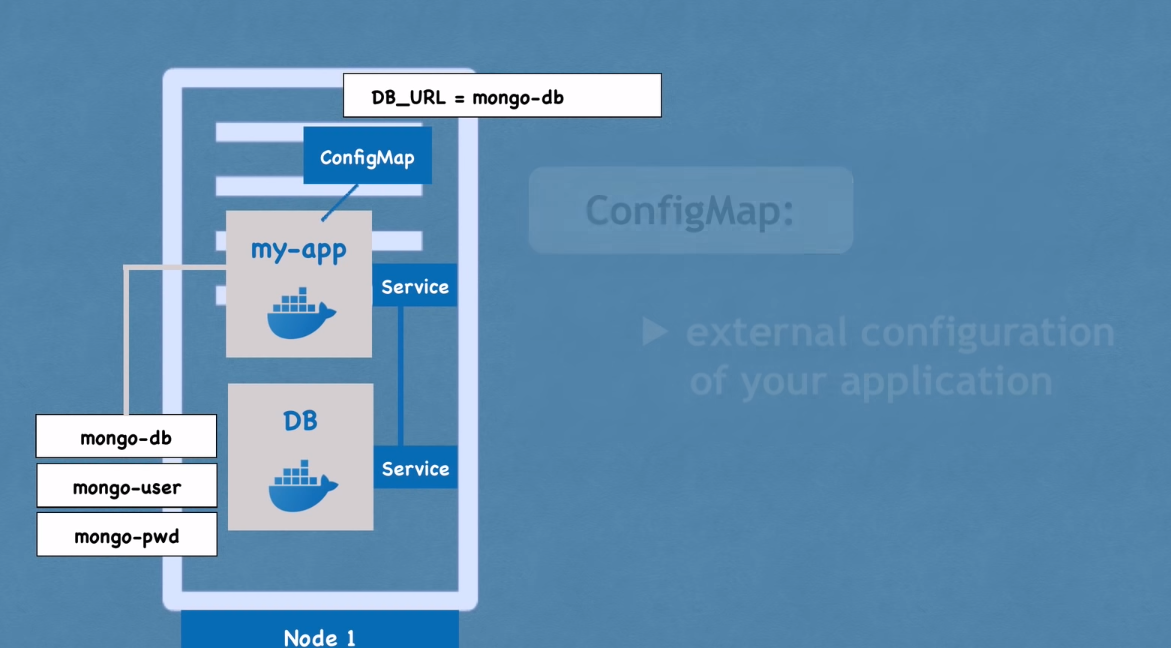 DB_URL = mongo-db
ConfigMap
ConfigMap:
my-app
Service
external configuration
of your application
DB
Service
mongo-db
mongo-user
mongo-pwd
Node 1